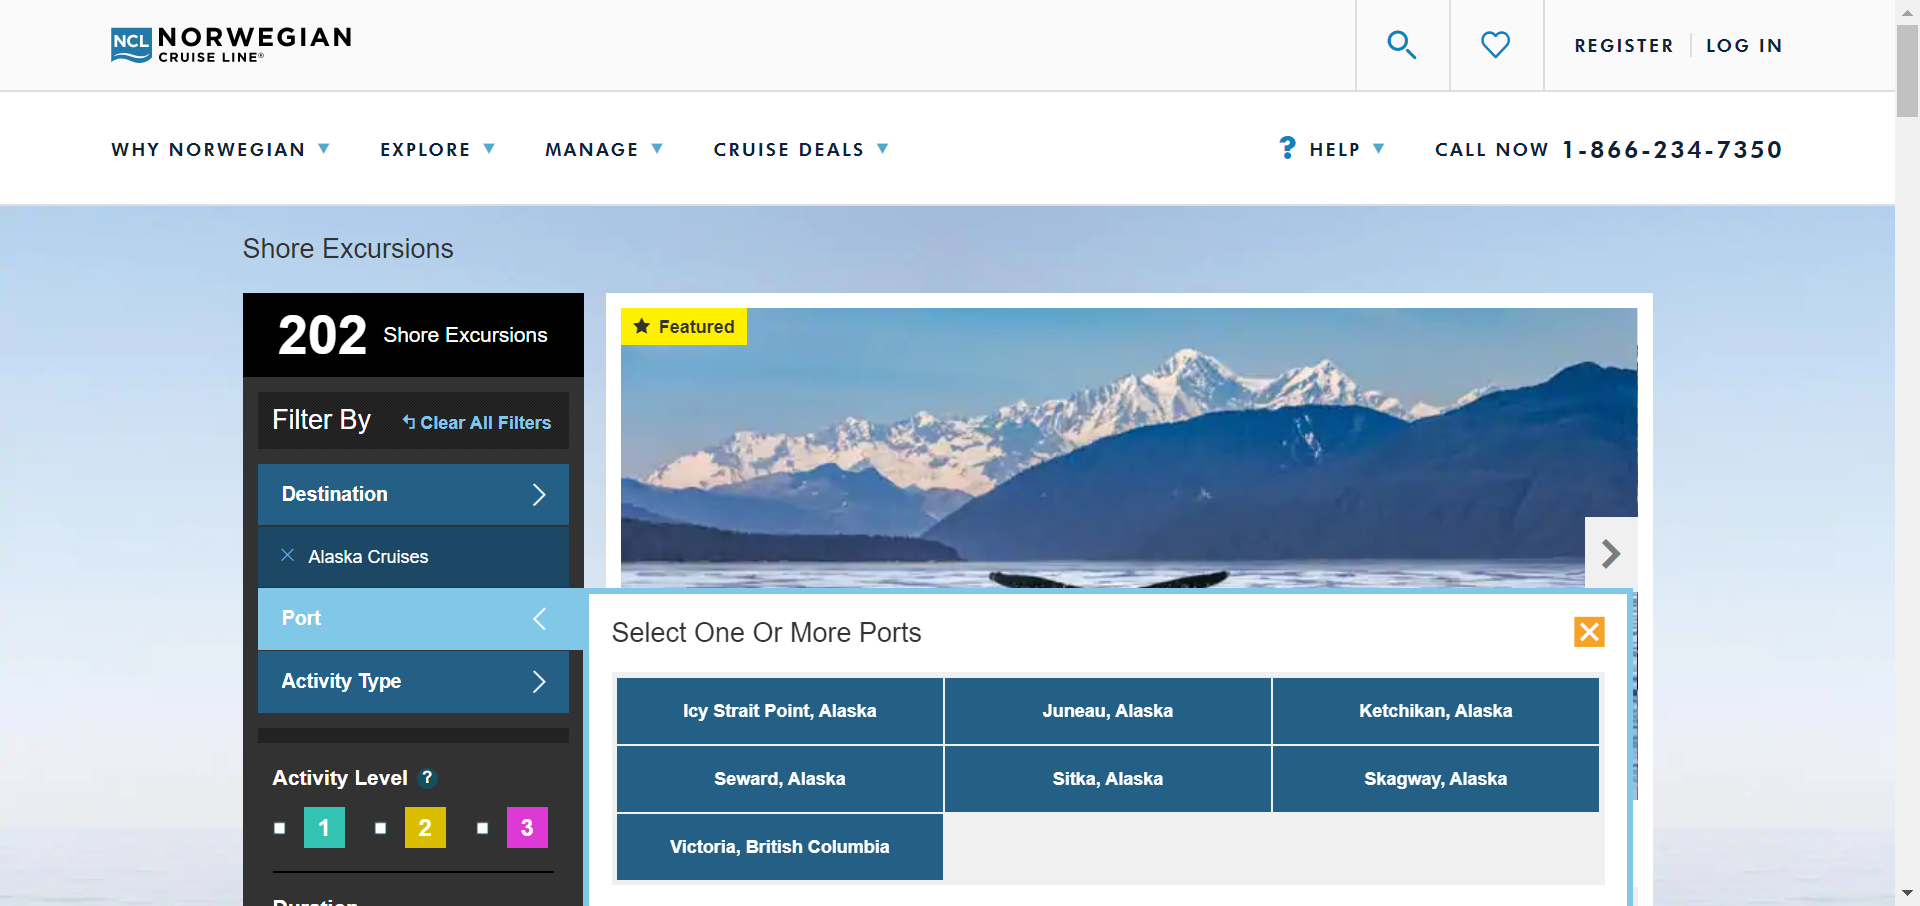 NCL NORWEGIAN
CRUISE LINE®
REGISTER
LOG IN
WHY NORWEGIAN
EXPLORE
MANAGE
CRUISE DEALS
? HELP
CALL NOW 1-866-234-7350
Shore Excursions
202 Shore Excursions
Filter By
Clear All Filters
Destination
Alaska Cruises
Port
Activity Type
Activity Level ?
1
2
3
Duration
Featured
Select One Or More Ports
Icy Strait Point, Alaska
Juneau, Alaska
Ketchikan, Alaska
Seward, Alaska
Sitka, Alaska
Skagway, Alaska
Victoria, British Columbia